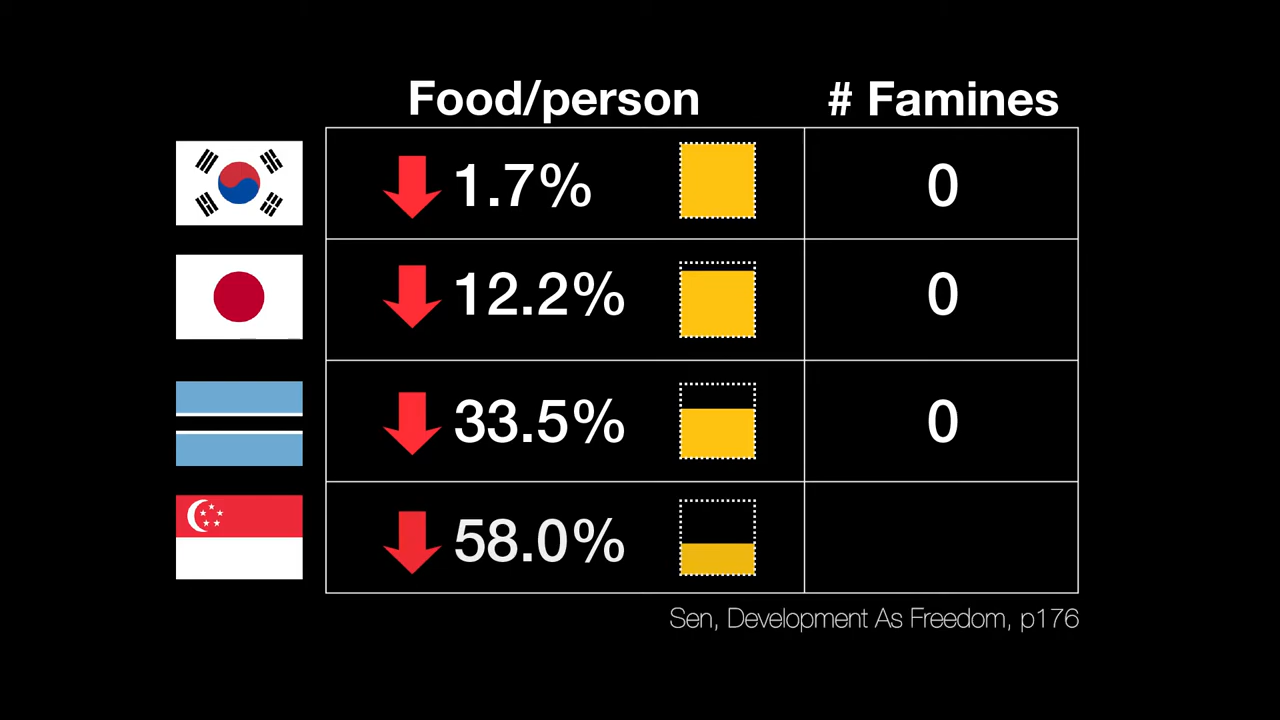 Food/person # Famines
1.7% 0
12.2% 0
33.5% 0
58.0%
Sen, Development As Freedom, p176